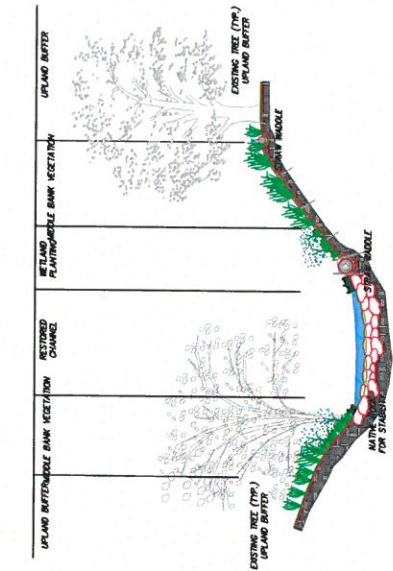 UPLAND BUFFER
MIDDLE BANK VEGETATION
RESTORED
CHANNEL
WETLAND
PLANTING
MIDDLE BANK VEGETATION
UPLAND BUFFER
EXISTING TREE (TYP.)
UPLAND BUFFER
NATIVE
FOR
STRAW WADDLE
STRAW WADDLE
EXISTING TREE (TYP.)
UPLAND BUFFER